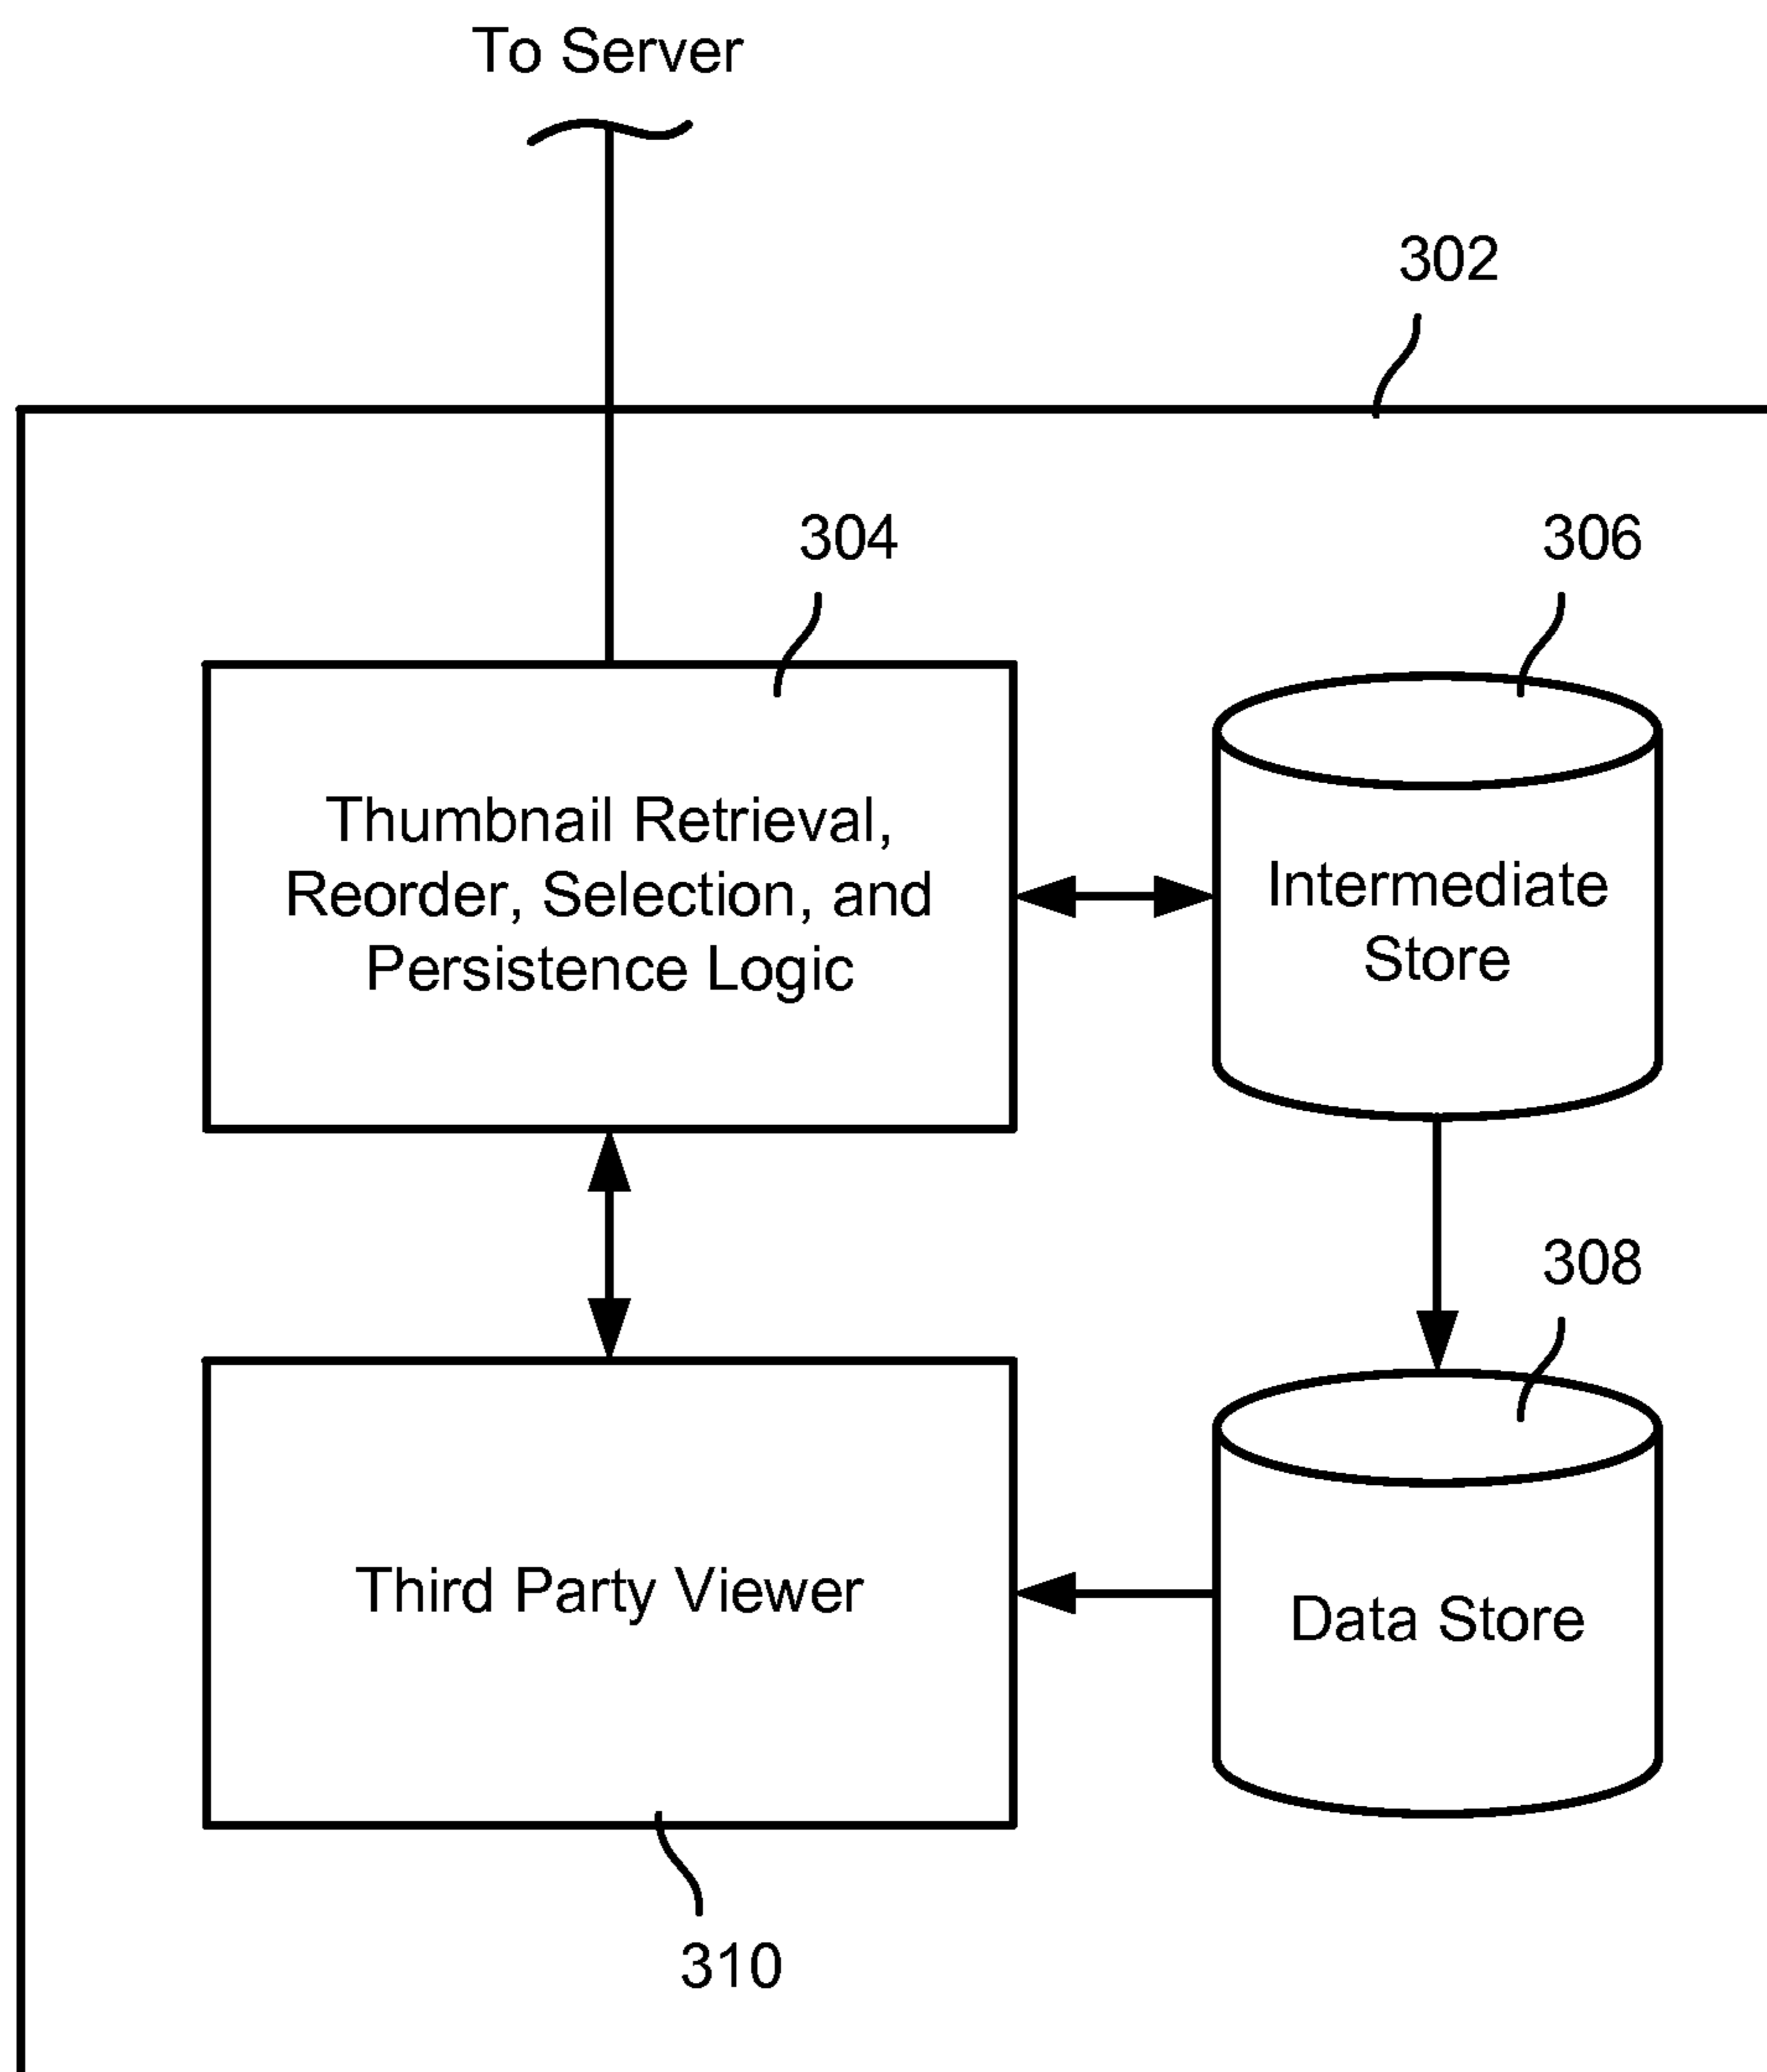 To Server
302
304
306
Thumbnail Retrieval,
Reorder, Selection, and
Persistence Logic
Intermediate
Store
308
Third Party Viewer
Data Store
310